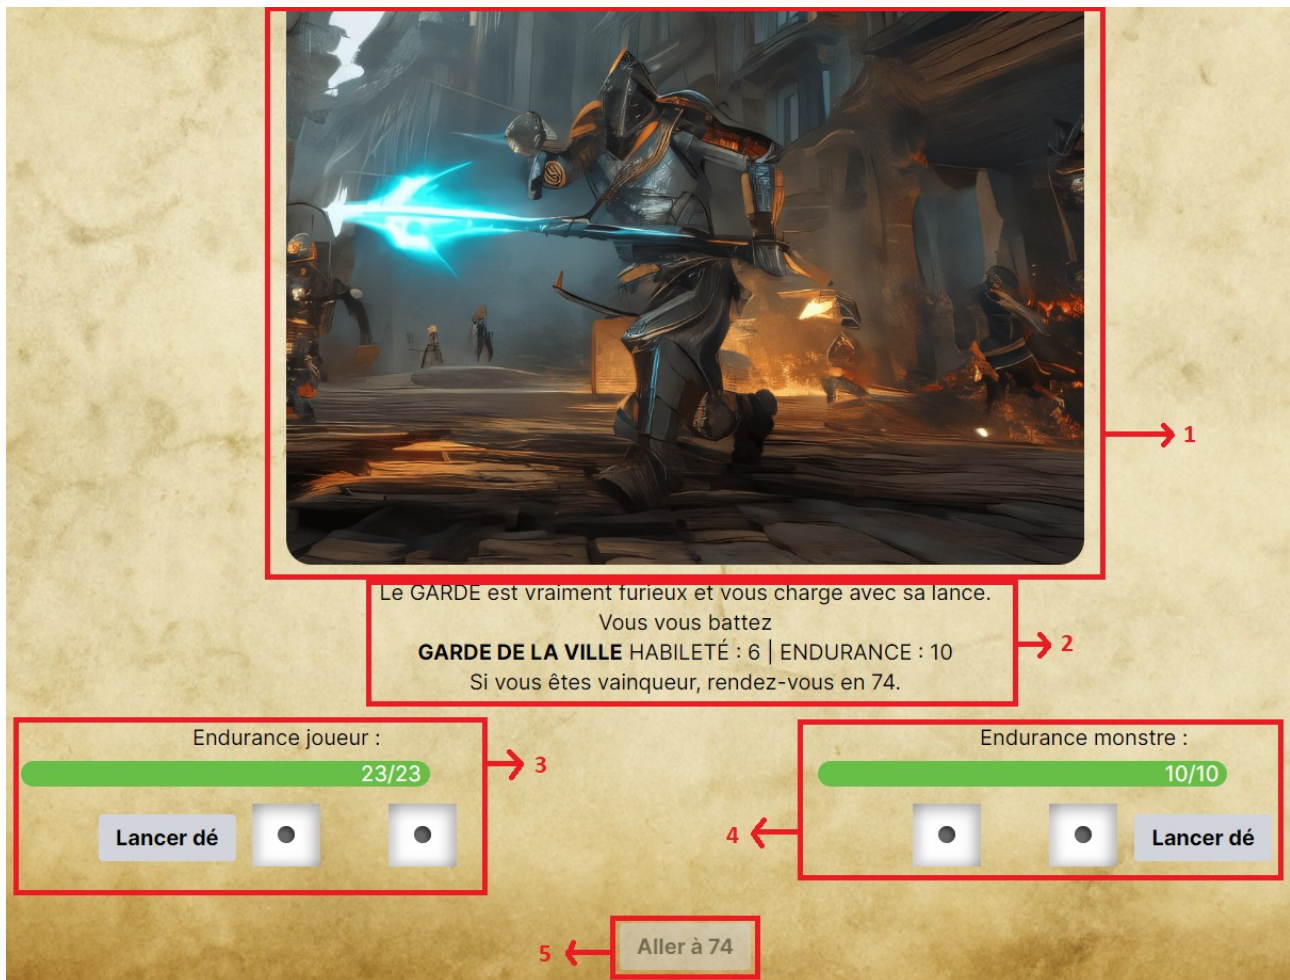 1
Le GARDE est vraiment furieux et vous charge avec sa lance.
Vous vous battez
GARDE DE LA VILLE HABILETÉ : 6 | ENDURANCE : 10
Si vous êtes vainqueur, rendez-vous en 74.
2
Endurance joueur :
23/23
Lancer dé
3
Endurance monstre :
10/10
Lancer dé
4
Aller à 74
5